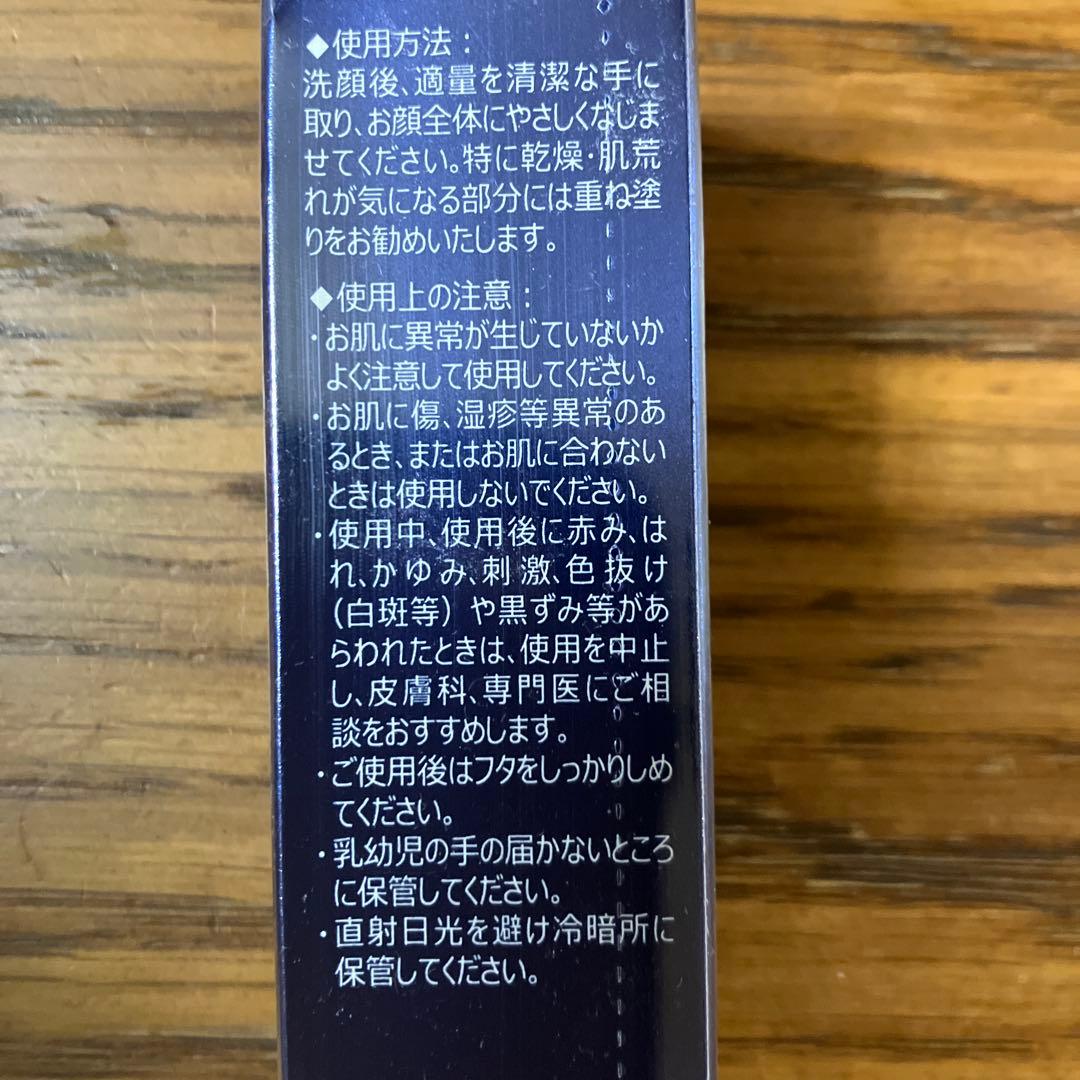 ◆使用方法：
洗顔後、適量を清潔な手に
取り、お顔全体にやさしくなじま
せてください。特に乾燥・肌荒
れが気になる部分には重ね塗
りをお勧めいたします。
◆使用上の注意：
・お肌に異常が生じていないか
よく注意して使用してください。
・お肌に傷、湿疹等異常のあ
るとき、またはお肌に合わない
ときは使用しないでください。
・使用中、使用後に赤み、は
れ、かゆみ、刺激、色抜け
（白斑等）や黒ずみ等があ
らわれたときは、使用を中止
し、皮膚科、専門医にご相
談をおすすめします。
・ご使用後はフタをしっかりしめ
てください。
・乳幼児の手の届かないところ
に保管してください。
・直射日光を避け冷暗所に
保管してください。